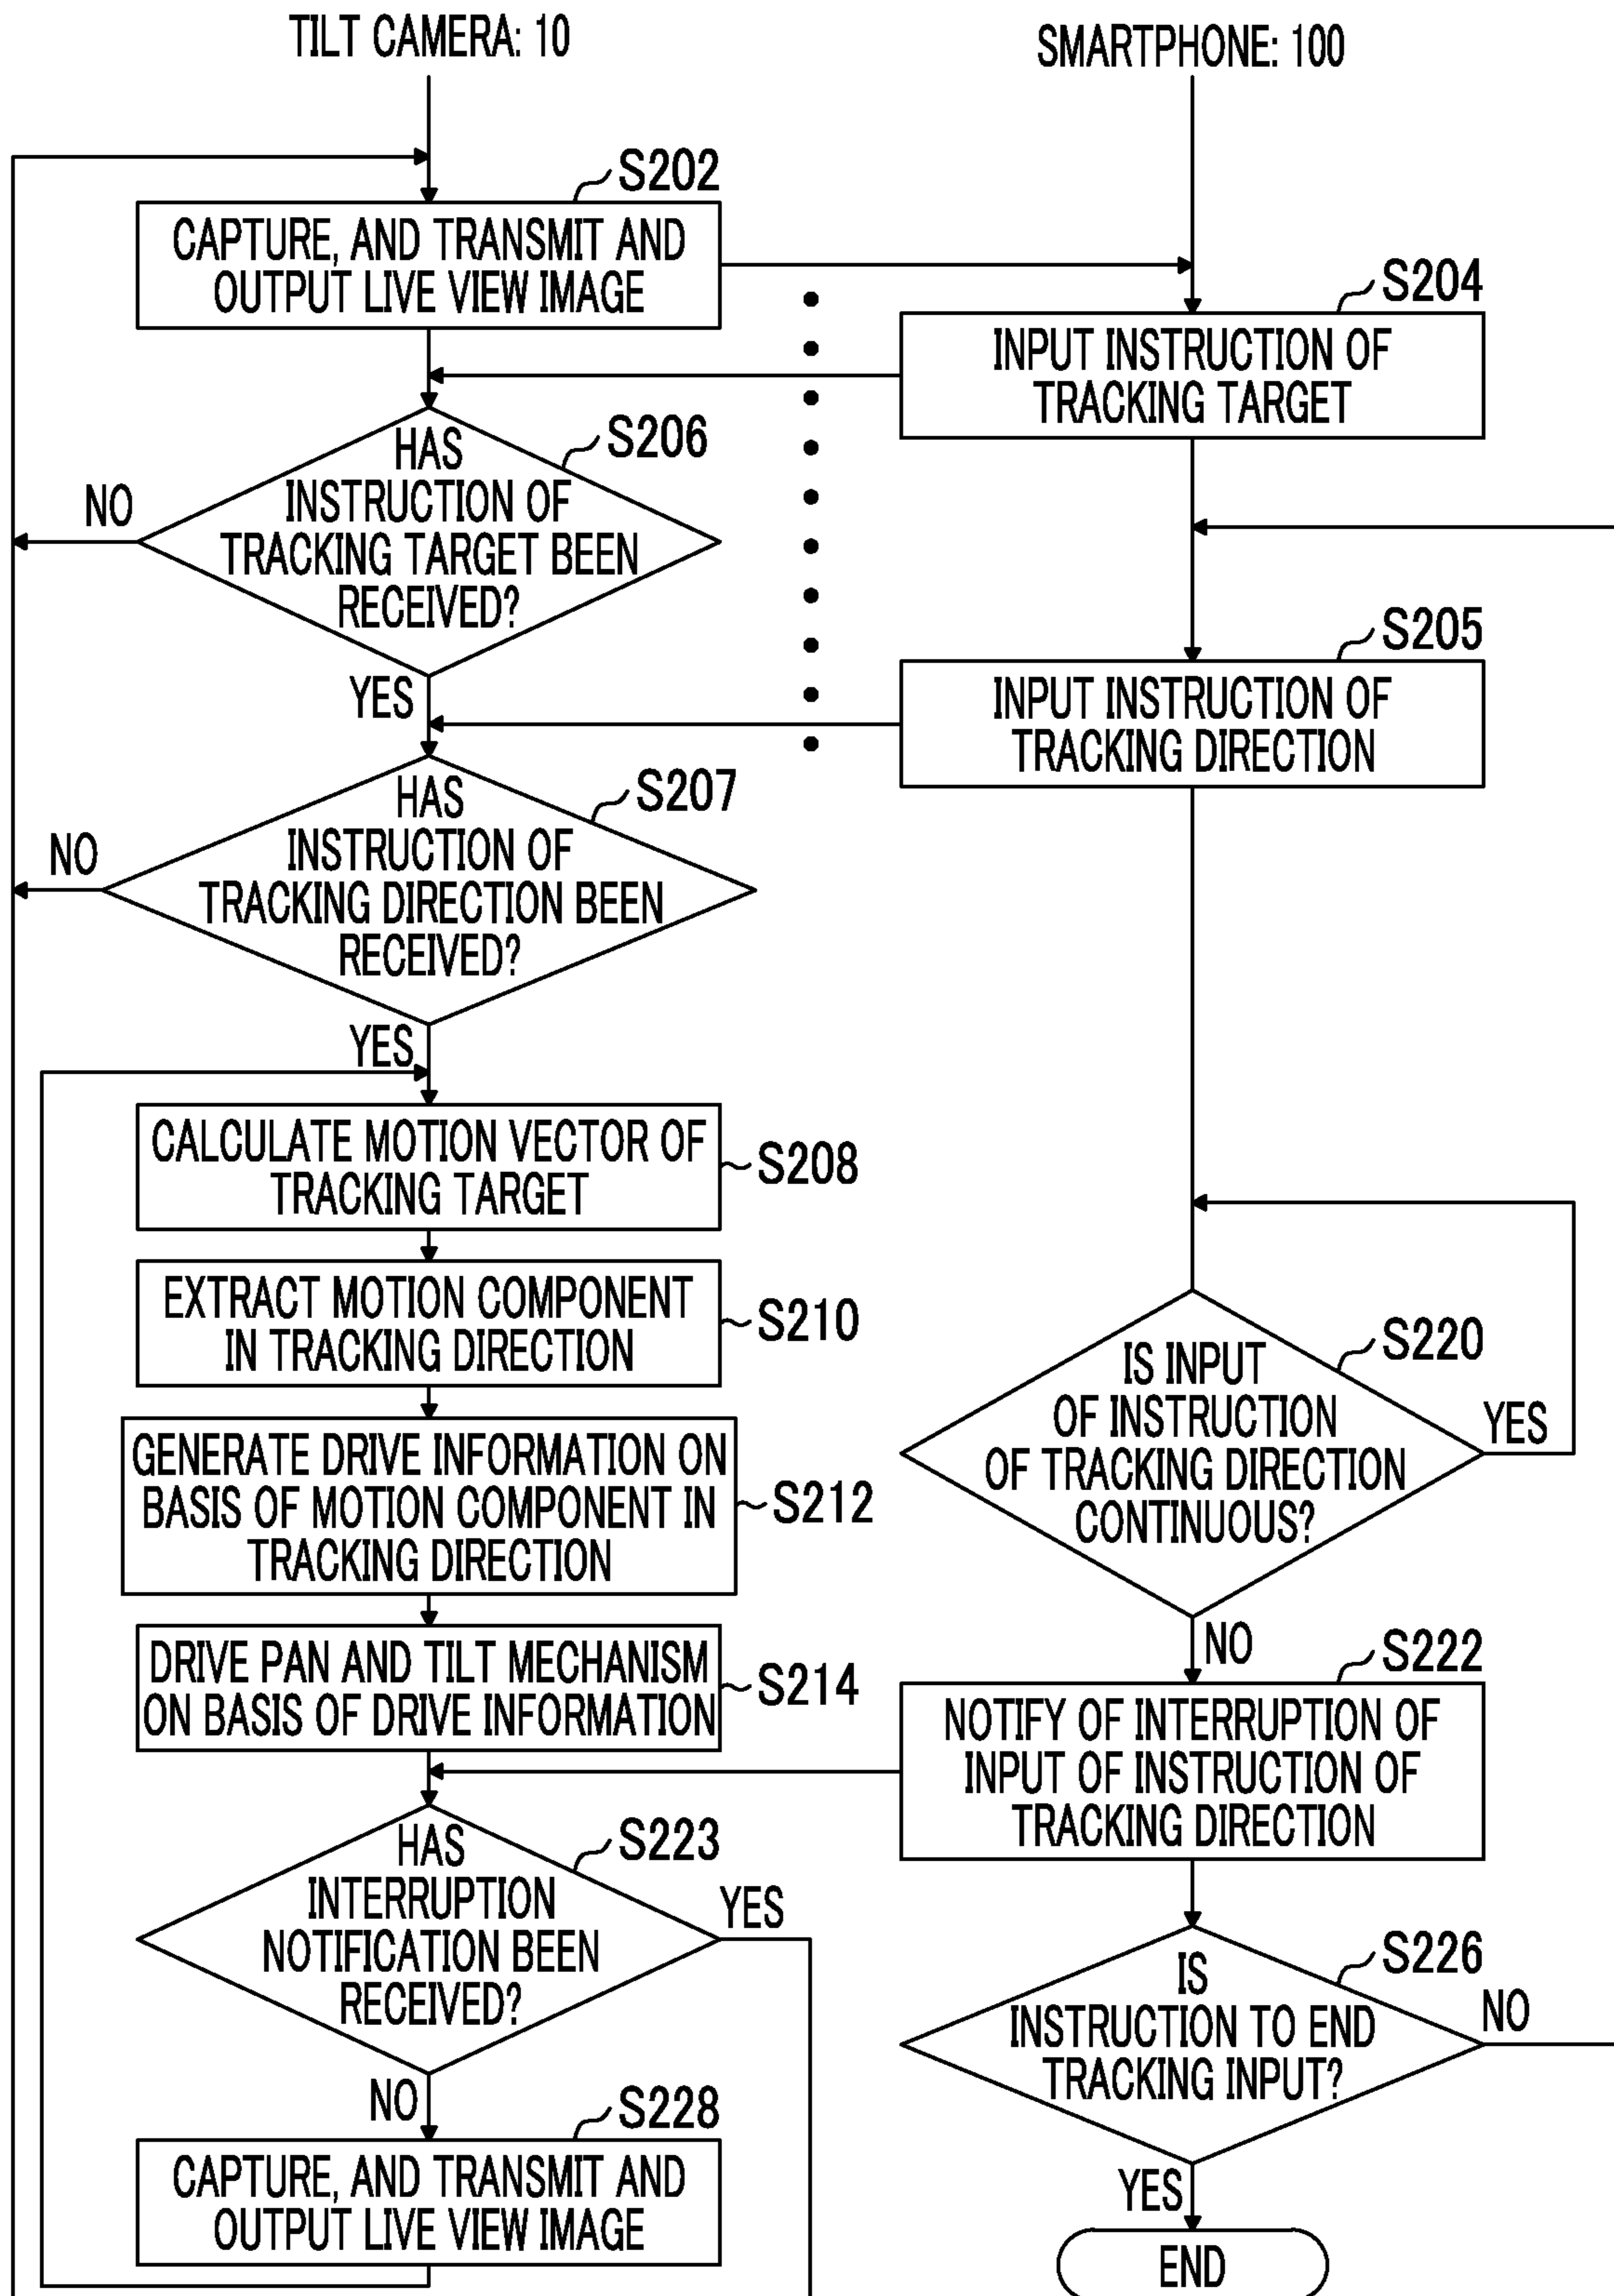 TILT CAMERA: 10
SMARTPHONE: 100
S202
CAPTURE, AND TRANSMIT AND
OUTPUT LIVE VIEW IMAGE
S204
INPUT INSTRUCTION OF
TRACKING TARGET
S206
HAS
INSTRUCTION OF
TRACKING TARGET BEEN
RECEIVED?
NO
YES
S205
INPUT INSTRUCTION OF
TRACKING DIRECTION
S207
HAS
INSTRUCTION OF
TRACKING DIRECTION BEEN
RECEIVED?
NO
YES
CALCULATE MOTION VECTOR OF
TRACKING TARGET
S208
EXTRACT MOTION COMPONENT
IN TRACKING DIRECTION
S210
S220
IS INPUT
OF INSTRUCTION
OF TRACKING DIRECTION
CONTINUOUS?
YES
NO
GENERATE DRIVE INFORMATION ON
BASIS OF MOTION COMPONENT IN
TRACKING DIRECTION
S212
DRIVE PAN AND TILT MECHANISM
ON BASIS OF DRIVE INFORMATION
S214
S222
NOTIFY OF INTERRUPTION OF
INPUT OF INSTRUCTION OF
TRACKING DIRECTION
S223
HAS
INTERRUPTION
NOTIFICATION BEEN
RECEIVED?
YES
NO
S226
IS
INSTRUCTION TO END
TRACKING INPUT?
NO
YES
S228
CAPTURE, AND TRANSMIT AND
OUTPUT LIVE VIEW IMAGE
END